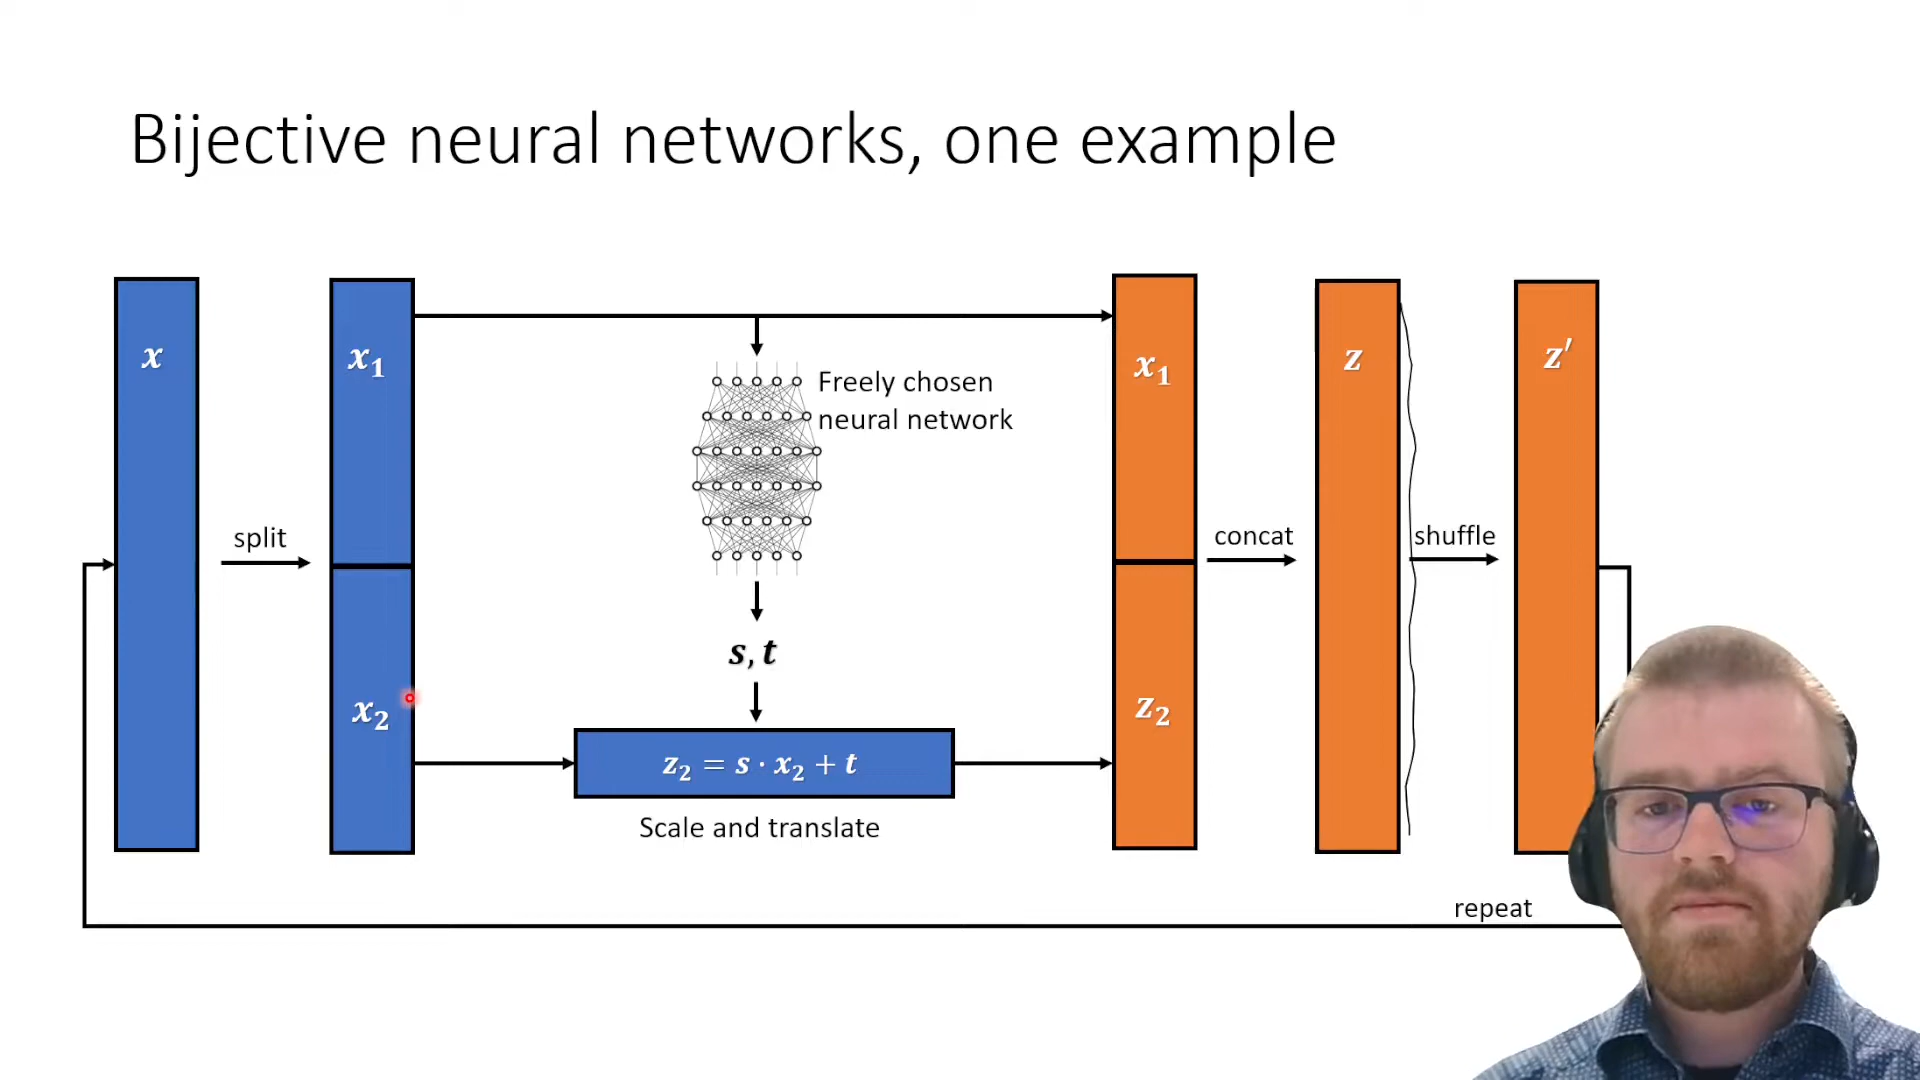 Bijective neural networks, one example
x
split
x₁
x₂
Freely chosen
neural network
s, t
z₂ = s · x₂ + t
Scale and translate
x₁
z₂
concat
z
shuffle
z′
repeat